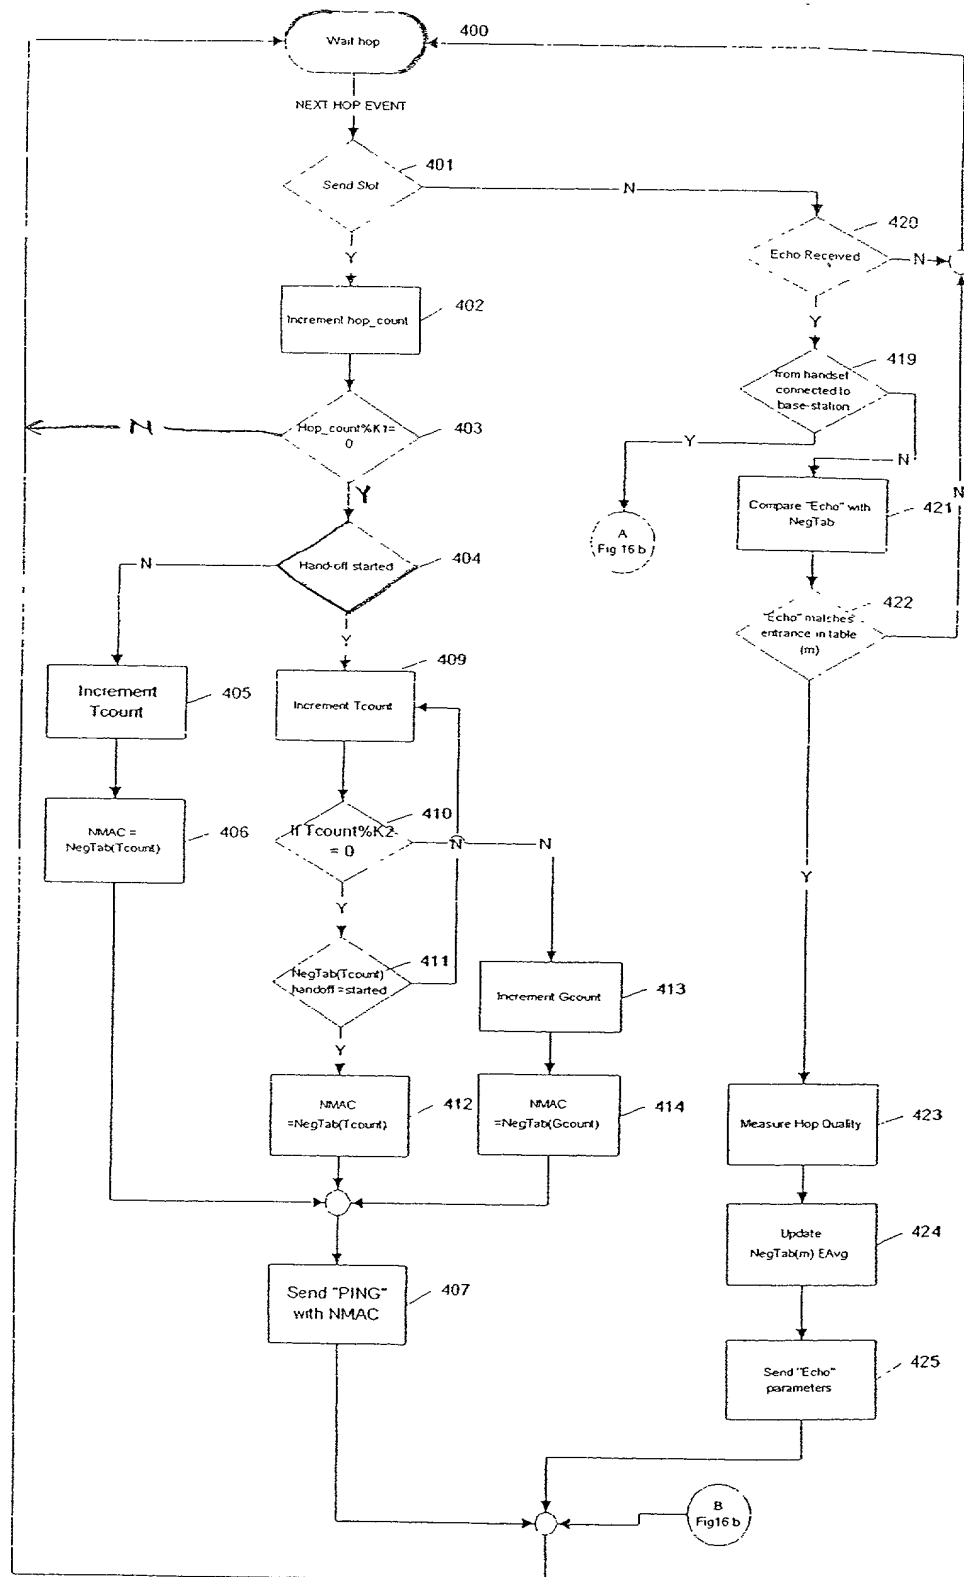 Wait hop
400
NEXT HOP EVENT
Send Slot
401
N
Y
Echo Received
420
N
Y
Increment hop_count
402
from handset
connected to
base-station
419
Hop_count%K1=
0
403
N
Y
Y
N
A
Fig 16 b
Compare "Echo" with
NegTab
421
N
Hand-off started
404
N
Y
"Echo" matches
entrance in table
(m)
422
Increment
Tcount
405
Increment Tcount
409
NMAC =
NegTab(Tcount)
406
If Tcount%K2
= 0
410
N
N
Y
Y
NegTab(Tcount)
handoff =started
411
Increment Gcount
413
Y
NMAC
=NegTab(Tcount)
412
NMAC
=NegTab(Gcount)
414
Measure Hop Quality
423
Update
NegTab(m) EAvg
424
Send "PING"
with NMAC
407
Send "Echo"
parameters
425
B
Fig16 b